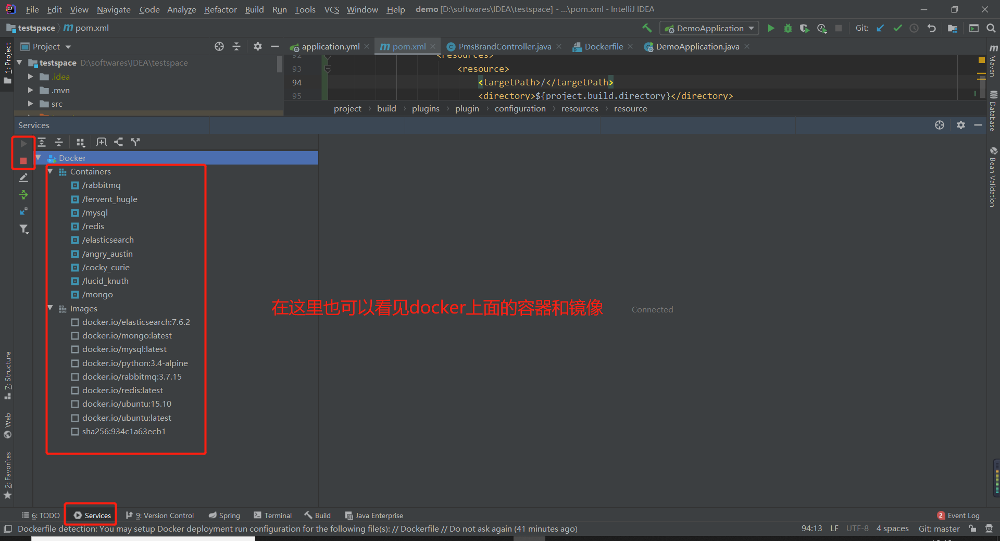 File Edit View Navigate Code Analyze Refactor Build Run Tools VCS Window Help demo [D:\softwares\IDEA\testspace] - ...\pom.xml - IntelliJ IDEA
testspace m pom.xml DemoApplication Git:
1: Project
Project application.yml m pom.xml PmsBrandController.java Dockerfile DemoApplication.java
testspace D:\softwares\IDEA\testspace
.idea
.mvn
src
92 <resources>
93 <resource>
94 <targetPath>/</targetPath>
95 <directory>${project.build.directory}</directory>
project › build › plugins › plugin › configuration › resources › resource
m Maven
Database
Bean Validation
Services
Docker
Containers
/rabbitmq
/fervent_hugle
/mysql
/redis
/elasticsearch
/angry_austin
/cocky_curie
/lucid_knuth
/mongo
Images
docker.io/elasticsearch:7.6.2
docker.io/mongo:latest
docker.io/mysql:latest
docker.io/python:3.4-alpine
docker.io/rabbitmq:3.7.15
docker.io/redis:latest
docker.io/ubuntu:15.10
docker.io/ubuntu:latest
sha256:934c1a63ecb1
在这里也可以看见docker上面的容器和镜像
Connected
7: Structure
Web
2: Favorites
6: TODO Services 9: Version Control Spring Terminal Build Java Enterprise 2 Event Log
Dockerfile detection: You may setup Docker deployment run configuration for the following file(s): // Dockerfile // Do not ask again (41 minutes ago) 94:13 LF UTF-8 4 spaces Git: master